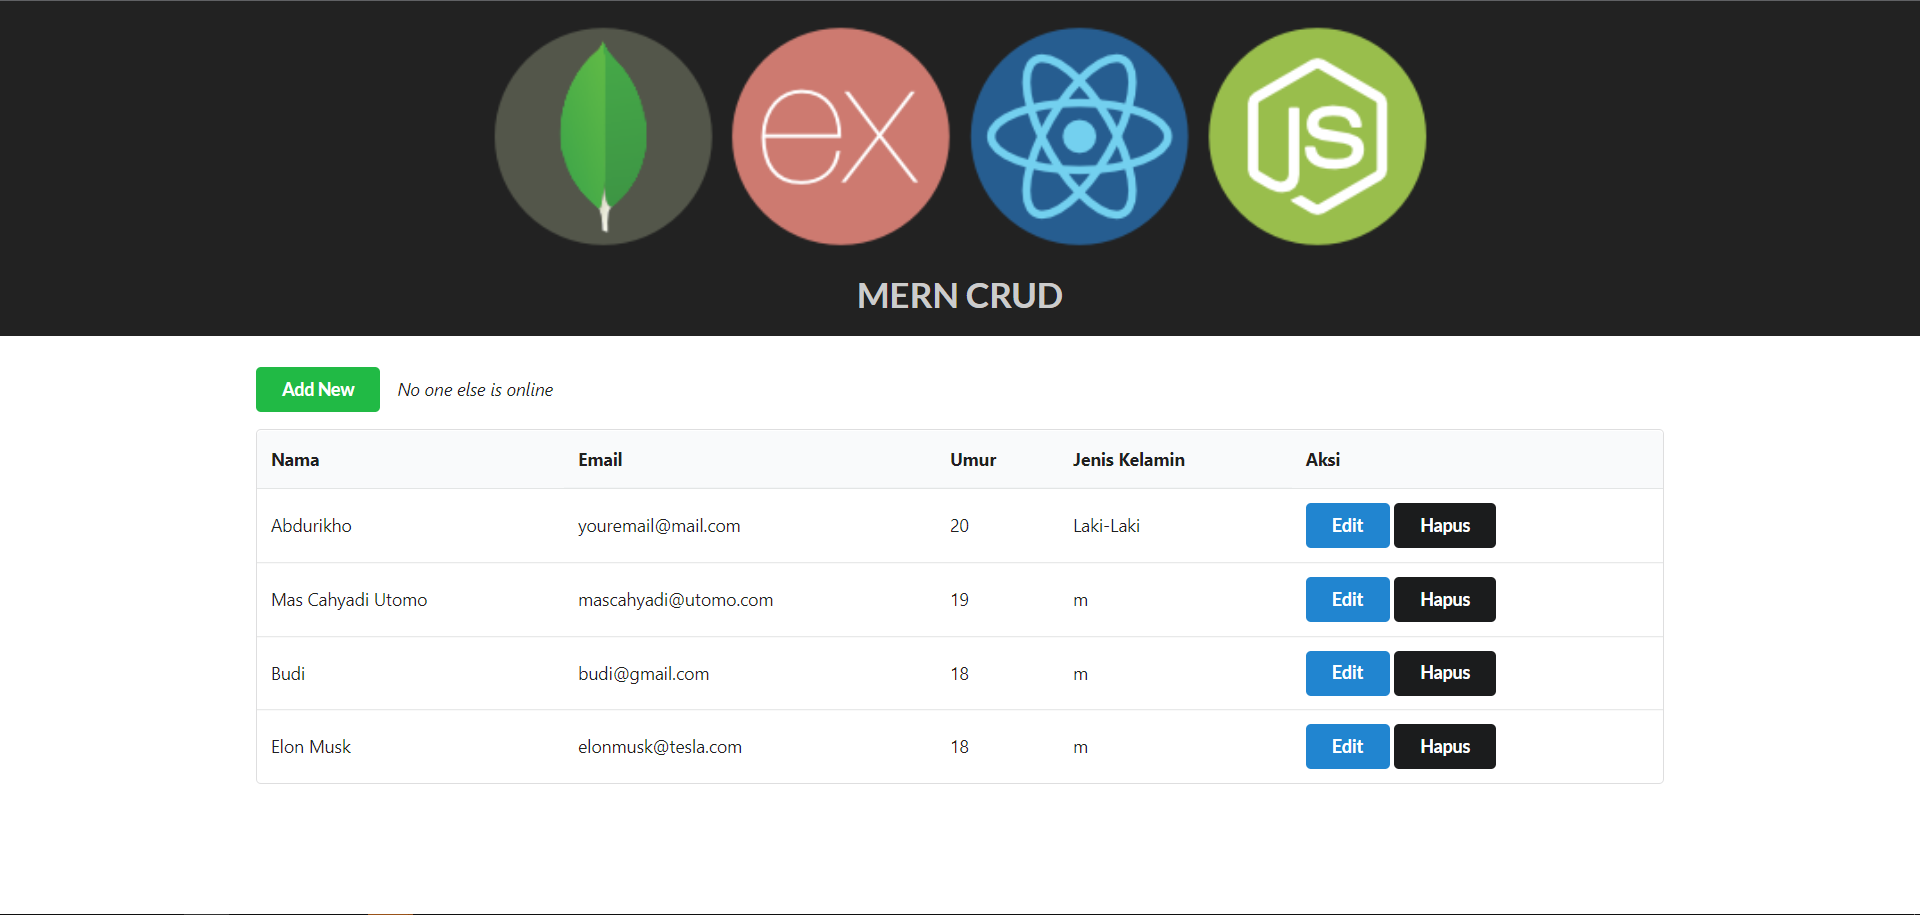 ex
JS
MERN CRUD
Add New No one else is online
Nama Email Umur Jenis Kelamin Aksi
Abdurikho youremail@mail.com 20 Laki-Laki Edit Hapus
Mas Cahyadi Utomo mascahyadi@utomo.com 19 m Edit Hapus
Budi budi@gmail.com 18 m Edit Hapus
Elon Musk elonmusk@tesla.com 18 m Edit Hapus